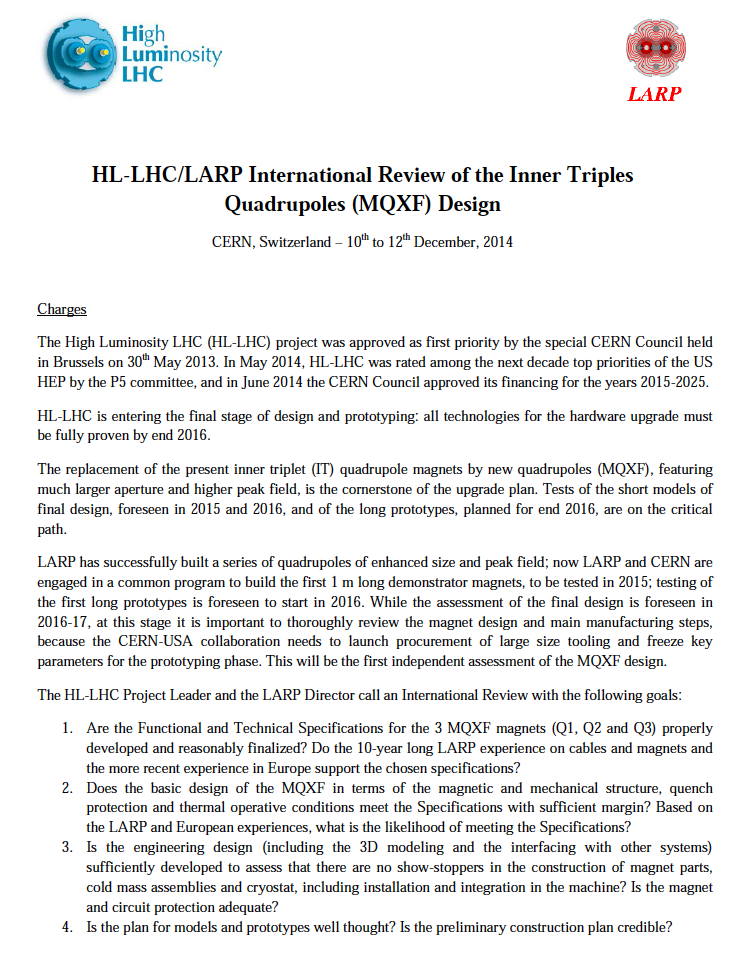 High
Luminosity
LHC
LARP
HL-LHC/LARP International Review of the Inner Triples
Quadrupoles (MQXF) Design
CERN, Switzerland – 10th to 12th December, 2014
Charges
The High Luminosity LHC (HL-LHC) project was approved as first priority by the special CERN Council held
in Brussels on 30th May 2013. In May 2014, HL-LHC was rated among the next decade top priorities of the US
HEP by the P5 committee, and in June 2014 the CERN Council approved its financing for the years 2015-2025.
HL-LHC is entering the final stage of design and prototyping: all technologies for the hardware upgrade must
be fully proven by end 2016.
The replacement of the present inner triplet (IT) quadrupole magnets by new quadrupoles (MQXF), featuring
much larger aperture and higher peak field, is the cornerstone of the upgrade plan. Tests of the short models of
final design, foreseen in 2015 and 2016, and of the long prototypes, planned for end 2016, are on the critical
path.
LARP has successfully built a series of quadrupoles of enhanced size and peak field; now LARP and CERN are
engaged in a common program to build the first 1 m long demonstrator magnets, to be tested in 2015; testing of
the first long prototypes is foreseen to start in 2016. While the assessment of the final design is foreseen in
2016-17, at this stage it is important to thoroughly review the magnet design and main manufacturing steps,
because the CERN-USA collaboration needs to launch procurement of large size tooling and freeze key
parameters for the prototyping phase. This will be the first independent assessment of the MQXF design.
The HL-LHC Project Leader and the LARP Director call an International Review with the following goals:
1. Are the Functional and Technical Specifications for the 3 MQXF magnets (Q1, Q2 and Q3) properly
developed and reasonably finalized? Do the 10-year long LARP experience on cables and magnets and
the more recent experience in Europe support the chosen specifications?
2. Does the basic design of the MQXF in terms of the magnetic and mechanical structure, quench
protection and thermal operative conditions meet the Specifications with sufficient margin? Based on
the LARP and European experiences, what is the likelihood of meeting the Specifications?
3. Is the engineering design (including the 3D modeling and the interfacing with other systems)
sufficiently developed to assess that there are no show-stoppers in the construction of magnet parts,
cold mass assemblies and cryostat, including installation and integration in the machine? Is the magnet
and circuit protection adequate?
4. Is the plan for models and prototypes well thought? Is the preliminary construction plan credible?